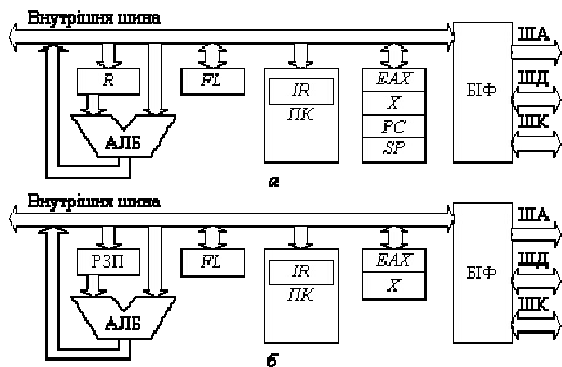 Внутрішня шина
ША
R
FL
IR
ПК
EAX
X
PC
SP
БІФ
ШД
ШК
АЛБ
а
Внутрішня шина
ША
РЗП
FL
IR
ПК
EAX
X
БІФ
ШД
ШК
АЛБ
б